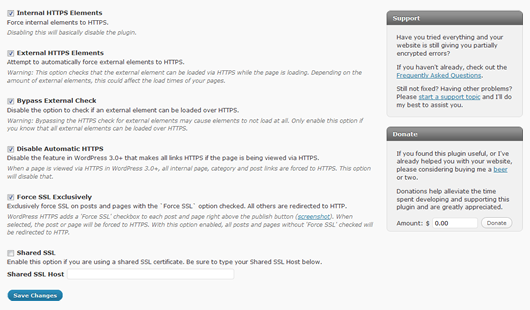 Internal HTTPS Elements
Force internal elements to HTTPS.
Disabling this will basically disable the plugin.
External HTTPS Elements
Attempt to automatically force external elements to HTTPS.
Warning: This option checks that the external element can be loaded via HTTPS while the page is loading. Depending on the
amount of external elements, this could affect the load times of your pages.
Bypass External Check
Disable the option to check if an external element can be loaded over HTTPS.
Warning: Bypassing the HTTPS check for external elements may cause elements to not load at all. Only enable this option if
you know that all external elements can be loaded over HTTPS.
Disable Automatic HTTPS
Disable the feature in WordPress 3.0+ that makes all links HTTPS if the page is being viewed via HTTPS.
When a page is viewed via HTTPS in WordPress 3.0+, all internal page, category and post links are forced to HTTPS. This option
will disable that.
Force SSL Exclusively
Exclusively force SSL on posts and pages with the `Force SSL` option checked. All others are redirected to HTTP.
WordPress HTTPS adds a 'Force SSL' checkbox to each post and page right above the publish button (screenshot). When
selected, the post or page will be forced to HTTPS. With this option enabled, all posts and pages without 'Force SSL' checked will
be redirected to HTTP.
Shared SSL
Enable this option if you are using a shared SSL certificate. Be sure to type your Shared SSL Host below.
Shared SSL Host
Save Changes
Support
Have you tried everything and your
website is still giving you partially
encrypted errors?
If you haven't already, check out the
Frequently Asked Questions.
Still not fixed? Having other problems?
Please start a support topic and I'll do
my best to assist you.
Donate
If you found this plugin useful, or I've
already helped you with your website,
please considering buying me a beer
or two.
Donations help alleviate the time
spent developing and supporting this
plugin and are greatly appreciated.
Amount: $ 0.00 Donate